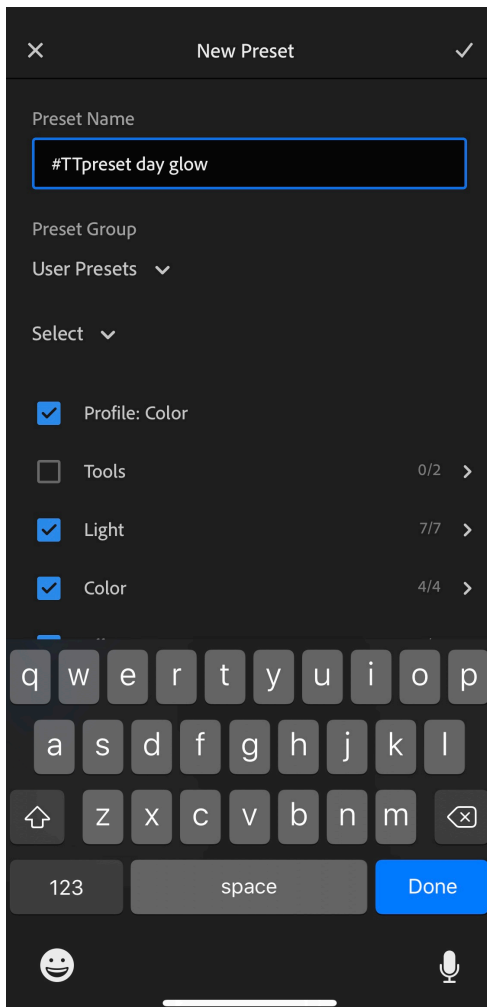 New Preset
Preset Name
#TTpreset day glow
Preset Group
User Presets
Select
Profile: Color
Tools 0/2
Light 7/7
Color 4/4
q w e r t y u i o p
a s d f g h j k l
z x c v b n m
123 space Done